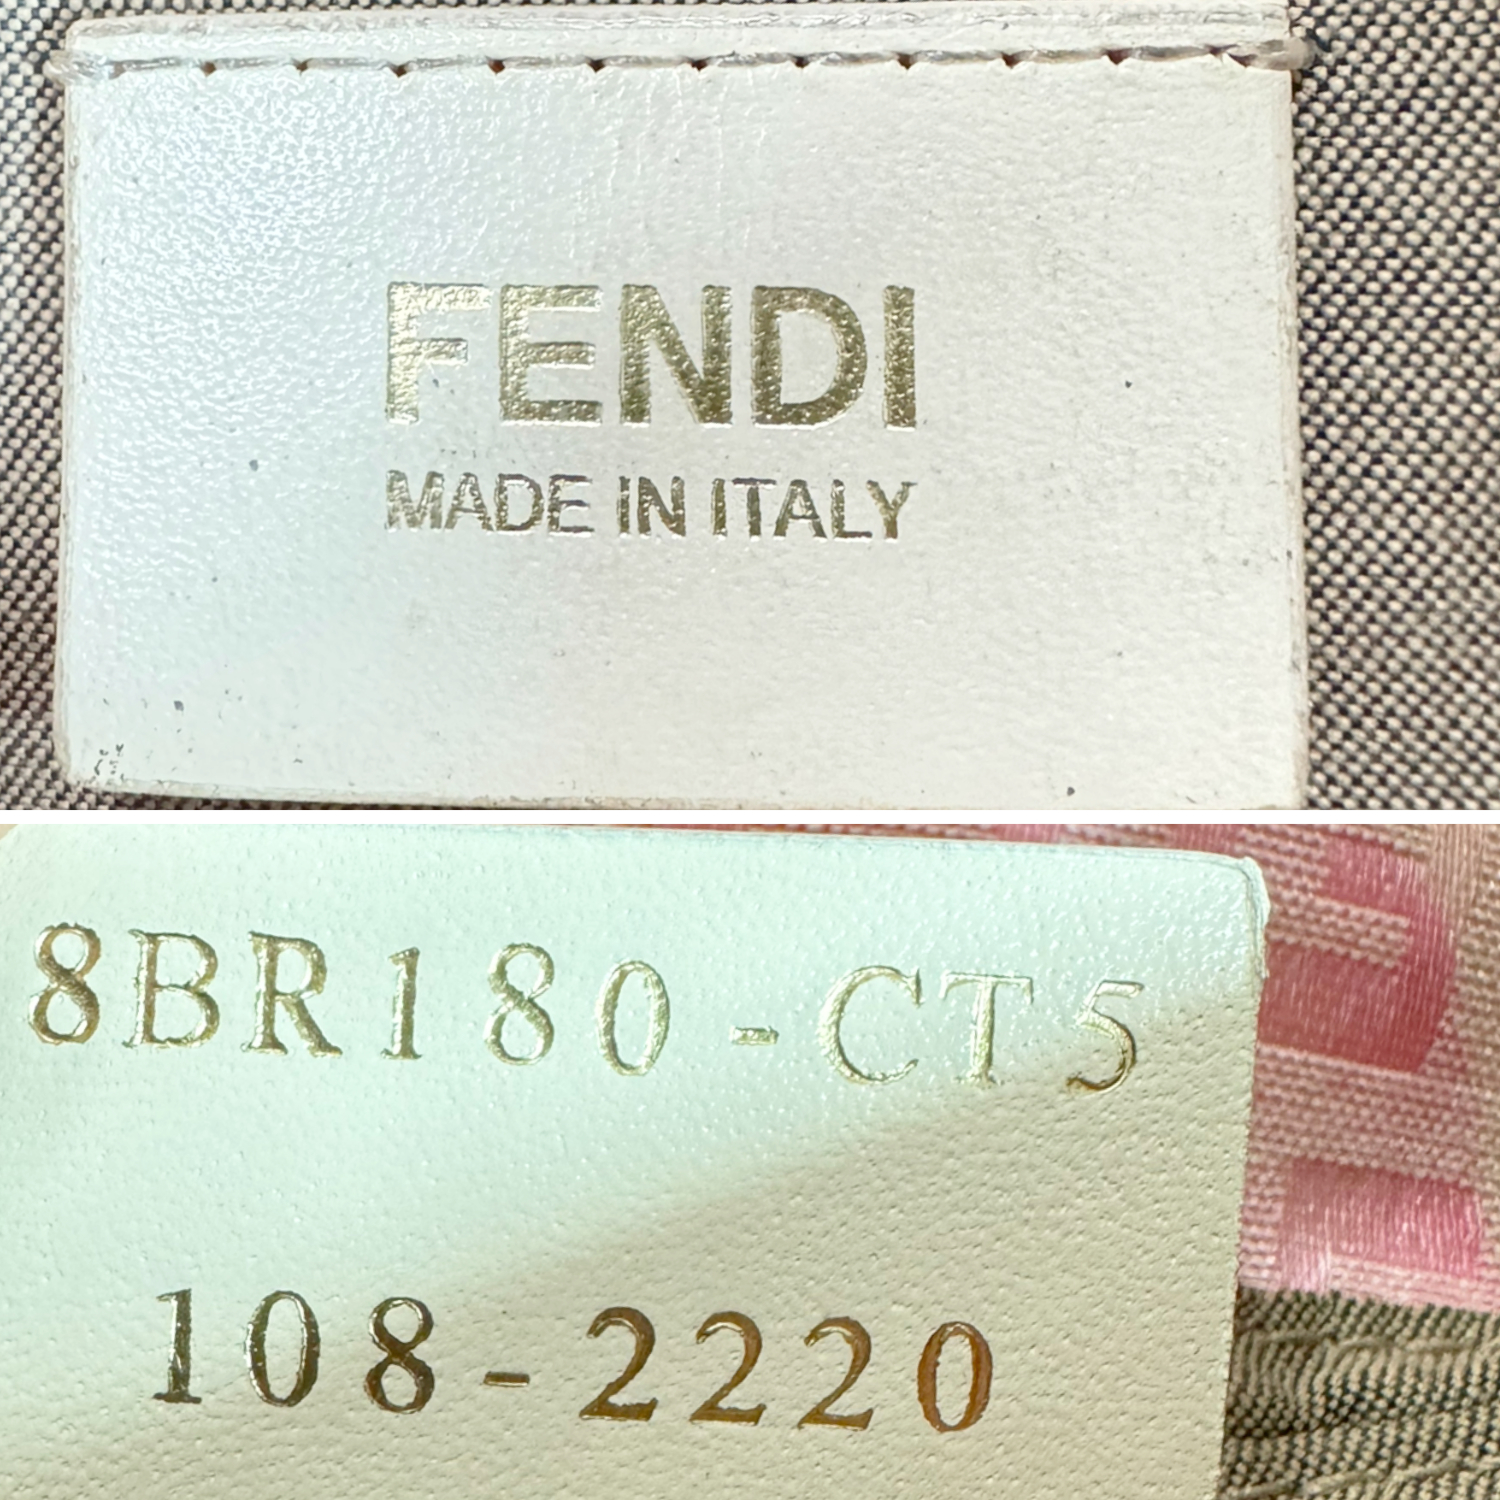 FENDI
MADE IN ITALY
8BR180-CT5
108-2220